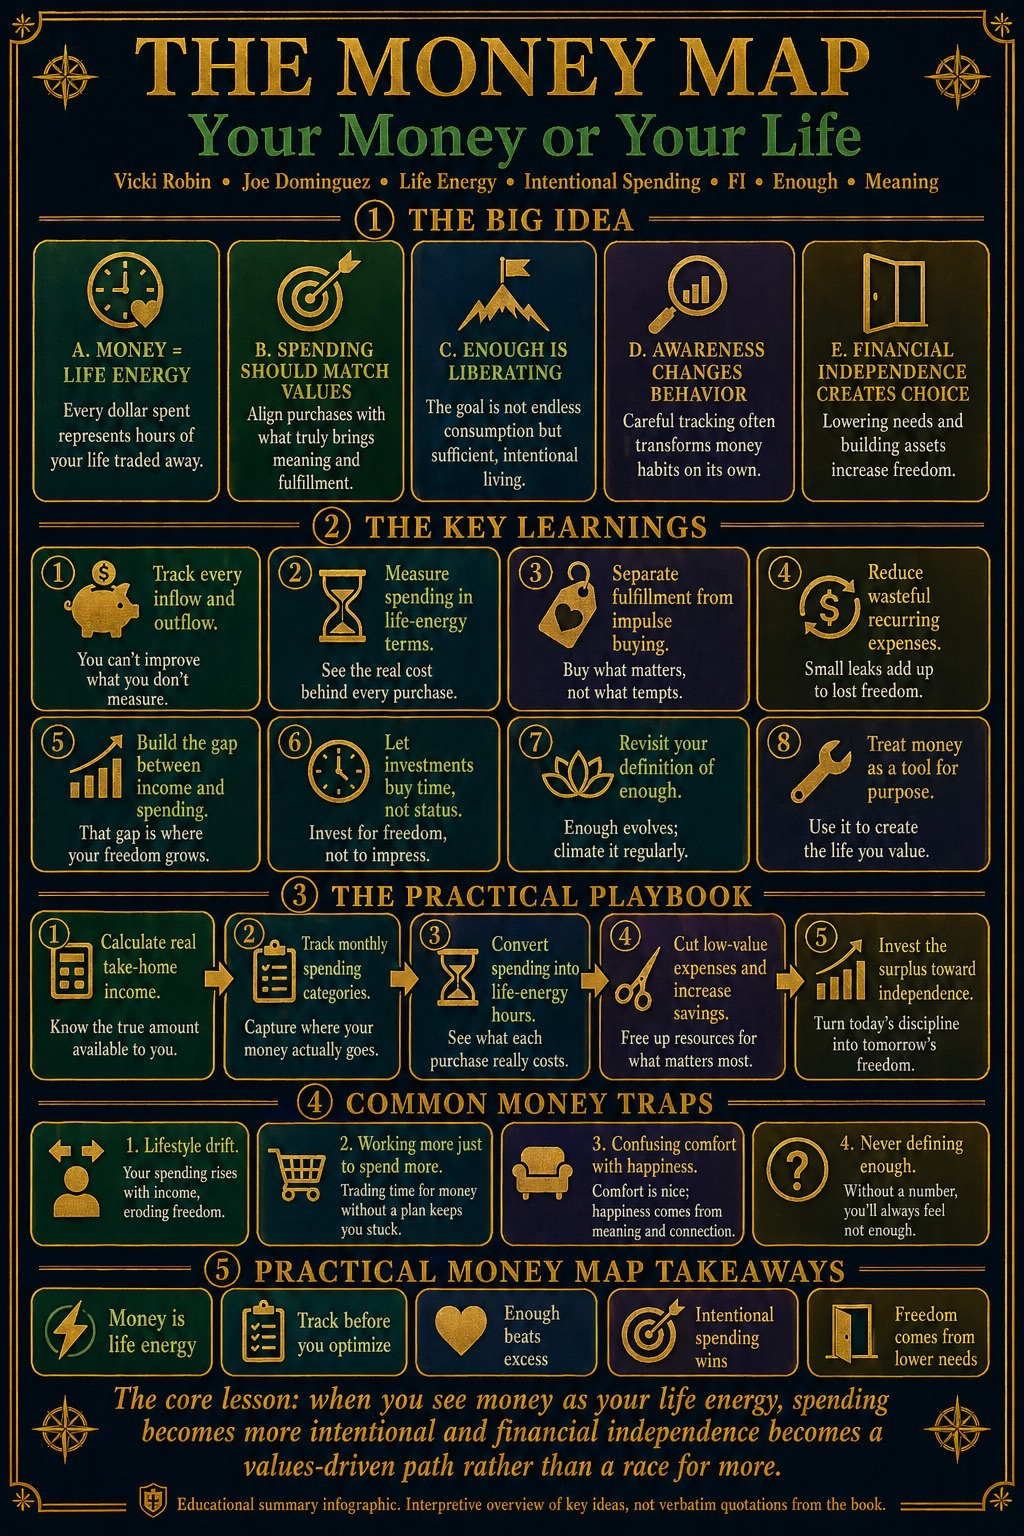 THE MONEY MAP
Your Money or Your Life
Vicki Robin • Joe Dominguez • Life Energy • Intentional Spending • FI • Enough • Meaning
1 THE BIG IDEA
A. MONEY =
LIFE ENERGY
Every dollar spent
represents hours of
your life traded away.
B. SPENDING
SHOULD MATCH
VALUES
Align purchases with
what truly brings
meaning and
fulfillment.
C. ENOUGH IS
LIBERATING
The goal is not endless
consumption but
sufficient, intentional
living.
D. AWARENESS
CHANGES
BEHAVIOR
Careful tracking often
transforms money
habits on its own.
E. FINANCIAL
INDEPENDENCE
CREATES CHOICE
Lowering needs and
building assets
increase freedom.
2 THE KEY LEARNINGS
1
$
Track every
inflow and
outflow.
You can't improve
what you don't
measure.
2
Measure
spending in
life-energy
terms.
See the real cost
behind every purchase.
3
Separate
fulfillment from
impulse
buying.
Buy what matters,
not what tempts.
4
$
Reduce
wasteful
recurring
expenses.
Small leaks add up
to lost freedom.
5
Build the gap
between
income and
spending.
That gap is where
your freedom grows.
6
Let
investments
buy time,
not status.
Invest for freedom,
not to impress.
7
Revisit your
definition of
enough.
Enough evolves;
climate it regularly.
8
Treat money
as a tool for
purpose.
Use it to create
the life you value.
3 THE PRACTICAL PLAYBOOK
1
Calculate real
take-home
income.
Know the true amount
available to you.
2
Track monthly
spending
categories.
Capture where your
money actually goes.
3
Convert
spending into
life-energy
hours.
See what each
purchase really costs.
4
Cut low-value
expenses and
increase
savings.
Free up resources for
what matters most.
5
Invest the
surplus toward
independence.
Turn today's discipline
into tomorrow's
freedom.
4 COMMON MONEY TRAPS
1. Lifestyle drift.
Your spending rises
with income,
eroding freedom.
2. Working more just
to spend more.
Trading time for money
without a plan keeps
you stuck.
3. Confusing comfort
with happiness.
Comfort is nice;
happiness comes from
meaning and connection.
?
4. Never defining
enough.
Without a number,
you'll always feel
not enough.
5 PRACTICAL MONEY MAP TAKEAWAYS
Money is
life energy
Track before
you optimize
Enough
beats
excess
Intentional
spending
wins
Freedom
comes from
lower needs
The core lesson: when you see money as your life energy, spending
becomes more intentional and financial independence becomes a
values-driven path rather than a race for more.
Educational summary infographic. Interpretive overview of key ideas, not verbatim quotations from the book.